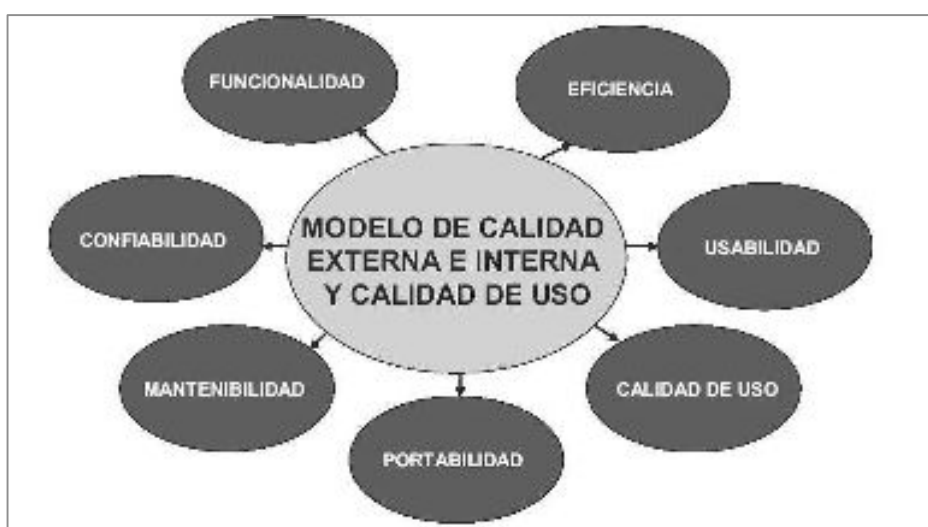 FUNCIONALIDAD
EFICIENCIA
CONFIABILIDAD
MODELO DE CALIDAD
EXTERNA E INTERNA
Y CALIDAD DE USO
USABILIDAD
MANTENIBILIDAD
CALIDAD DE USO
PORTABILIDAD